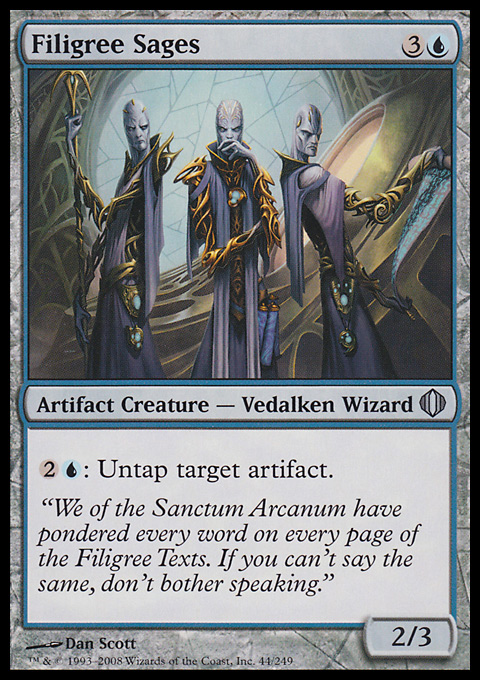 Filigree Sages 3
Artifact Creature — Vedalken Wizard
2: Untap target artifact.
“We of the Sanctum Arcanum have
pondered every word on every page of
the Filigree Texts. If you can’t say the
same, don’t bother speaking.”
2/3
Dan Scott
™ & © 1993–2008 Wizards of the Coast, Inc. 44/249